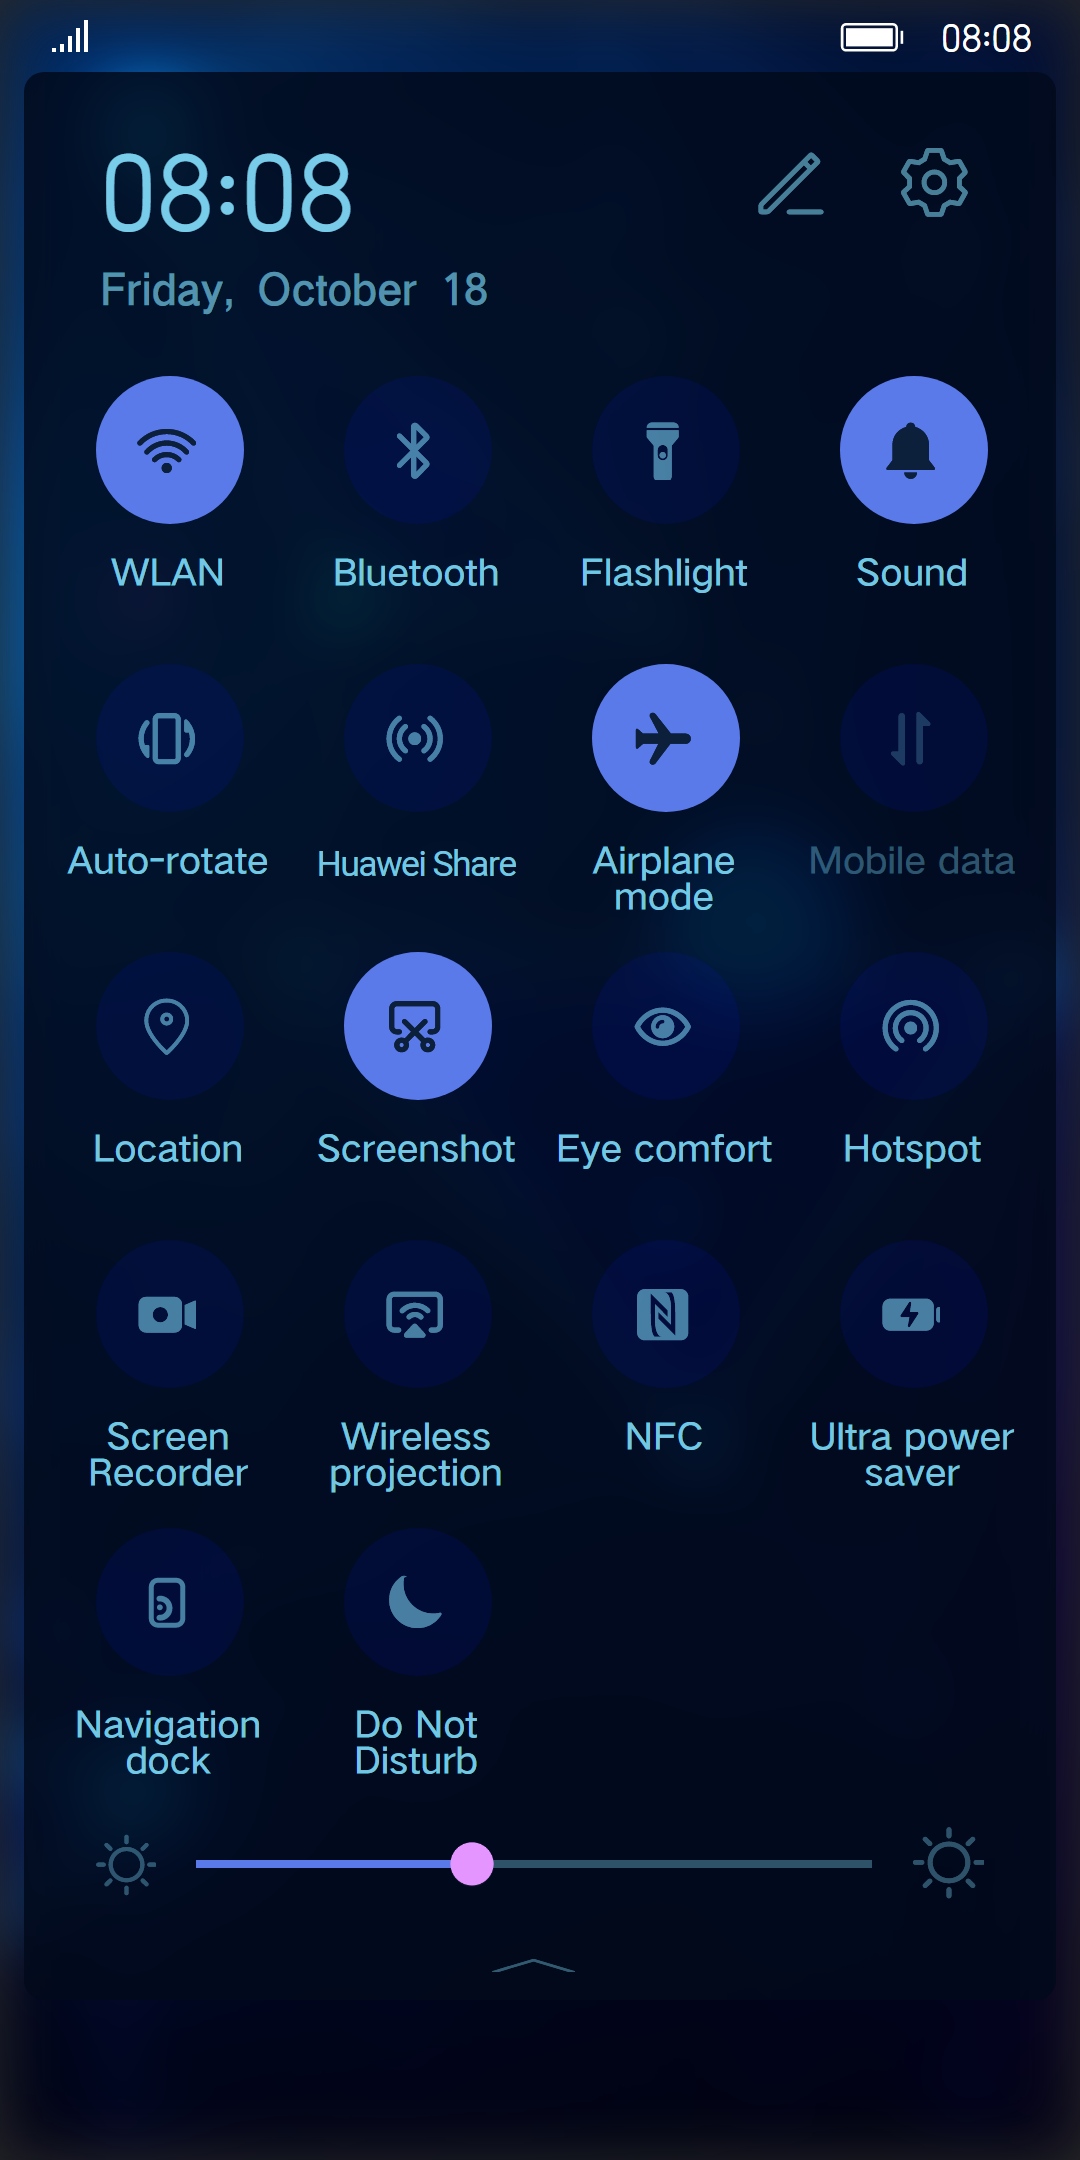 08:08
08:08
Friday, October 18
WLAN
Bluetooth
Flashlight
Sound
Auto-rotate
Huawei Share
Airplane
mode
Mobile data
Location
Screenshot
Eye comfort
Hotspot
Screen
Recorder
Wireless
projection
NFC
Ultra power
saver
Navigation
dock
Do Not
Disturb